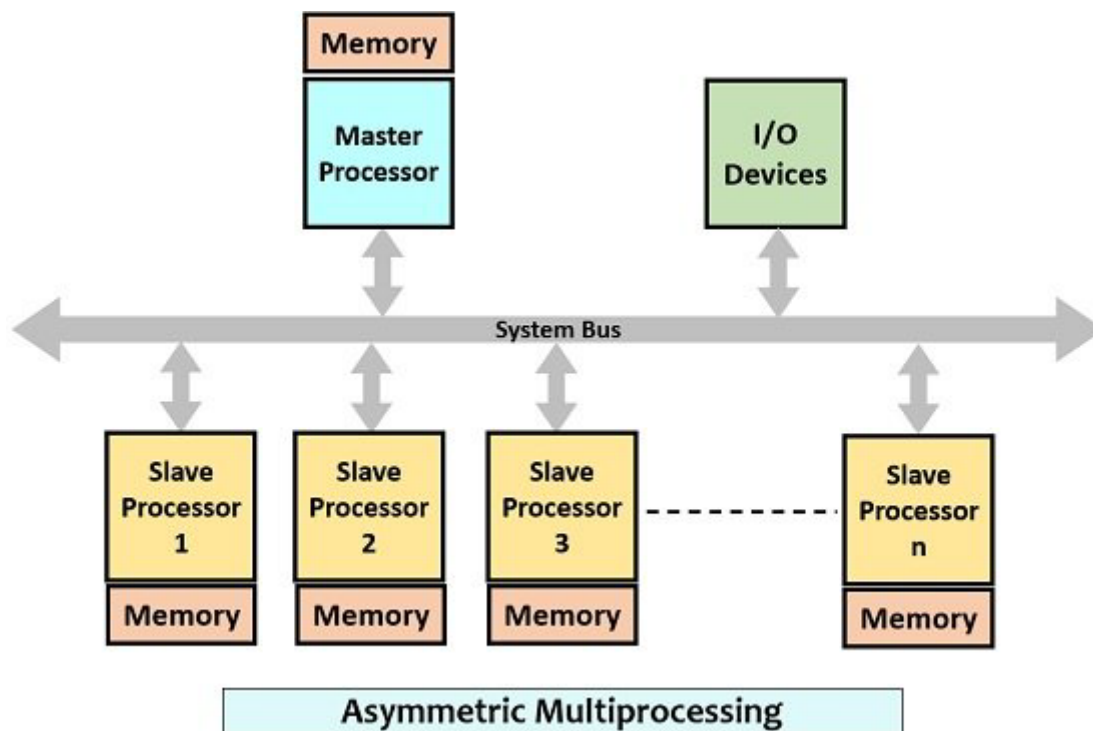 Memory
Master
Processor
I/O
Devices
System Bus
Slave
Processor
1
Slave
Processor
2
Slave
Processor
3
Slave
Processor
n
Memory
Memory
Memory
Memory
Asymmetric Multiprocessing